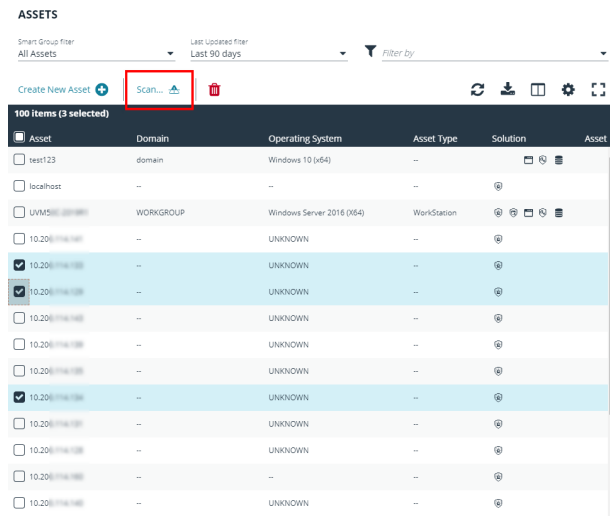 ASSETS
Smart Group filter
Last Updated filter
All Assets
Last 90 days
Filter by
Create New Asset
Scan...
100 items (3 selected)
Asset Domain Operating System Asset Type Solution Asset
test123 domain Windows 10 (x64) --
localhost -- -- --
WORKGROUP Windows Server 2016 (X64) WorkStation
-- UNKNOWN --
-- UNKNOWN --
-- UNKNOWN --
-- UNKNOWN --
-- UNKNOWN --
-- UNKNOWN --
-- UNKNOWN --
-- UNKNOWN --
-- UNKNOWN --
-- -- --
-- UNKNOWN --